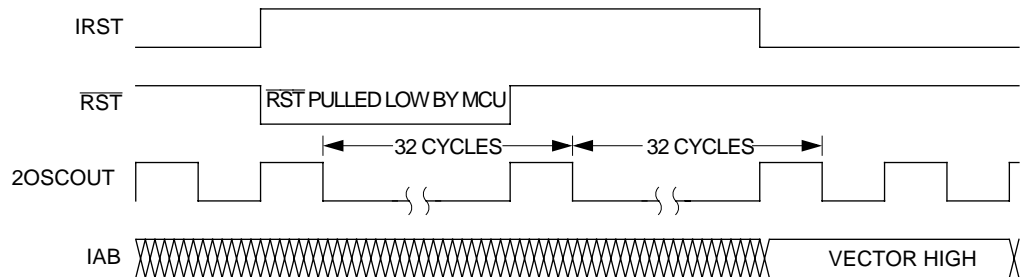 IRST
RST
RST PULLED LOW BY MCU
32 CYCLES
32 CYCLES
2OSCOUT
IAB
VECTOR HIGH